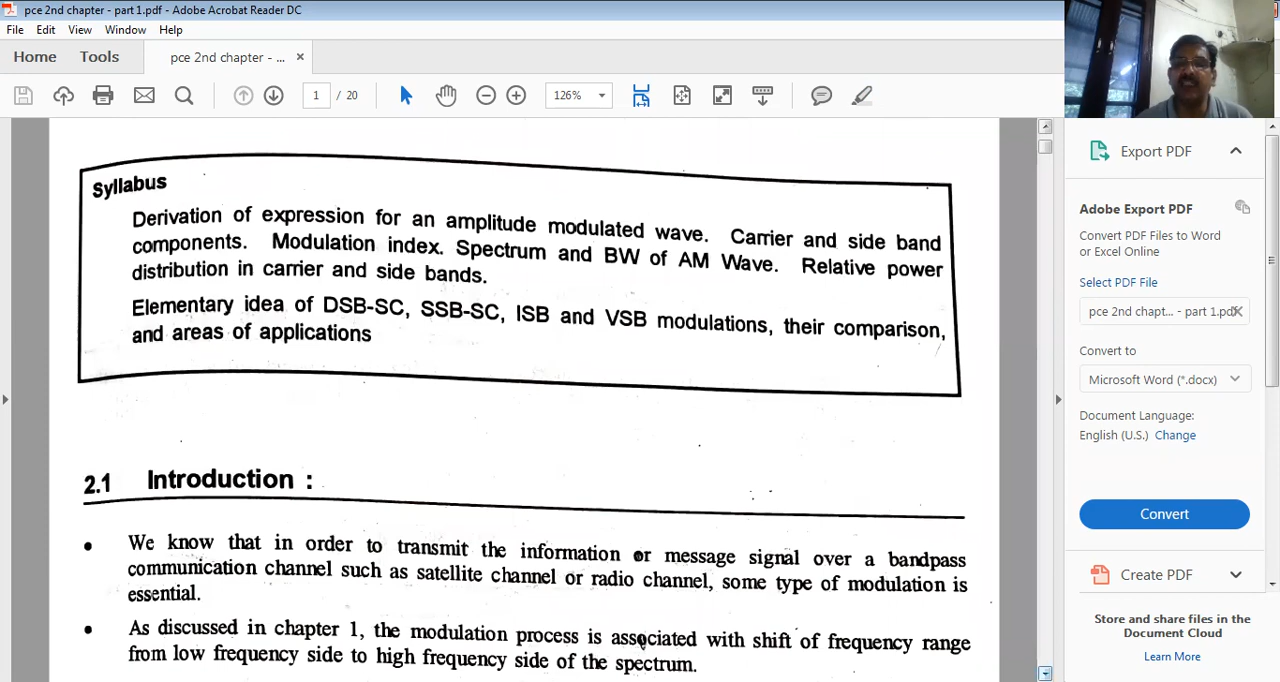 pce 2nd chapter - part 1.pdf - Adobe Acrobat Reader DC
File Edit View Window Help
Home Tools pce 2nd chapter - ... ×
1 / 20 126%
Syllabus
Derivation of expression for an amplitude modulated wave. Carrier and side band
components. Modulation index. Spectrum and BW of AM Wave. Relative power
distribution in carrier and side bands.
Elementary idea of DSB-SC, SSB-SC, ISB and VSB modulations, their comparison,
and areas of applications
2.1 Introduction :
• We know that in order to transmit the information or message signal over a bandpass
communication channel such as satellite channel or radio channel, some type of modulation is
essential.
• As discussed in chapter 1, the modulation process is associated with shift of frequency range
from low frequency side to high frequency side of the spectrum.
Export PDF
Adobe Export PDF
Convert PDF Files to Word
or Excel Online
Select PDF File
pce 2nd chapt... - part 1.pdf
Convert to
Microsoft Word (*.docx)
Document Language:
English (U.S.) Change
Convert
Create PDF
Store and share files in the
Document Cloud
Learn More